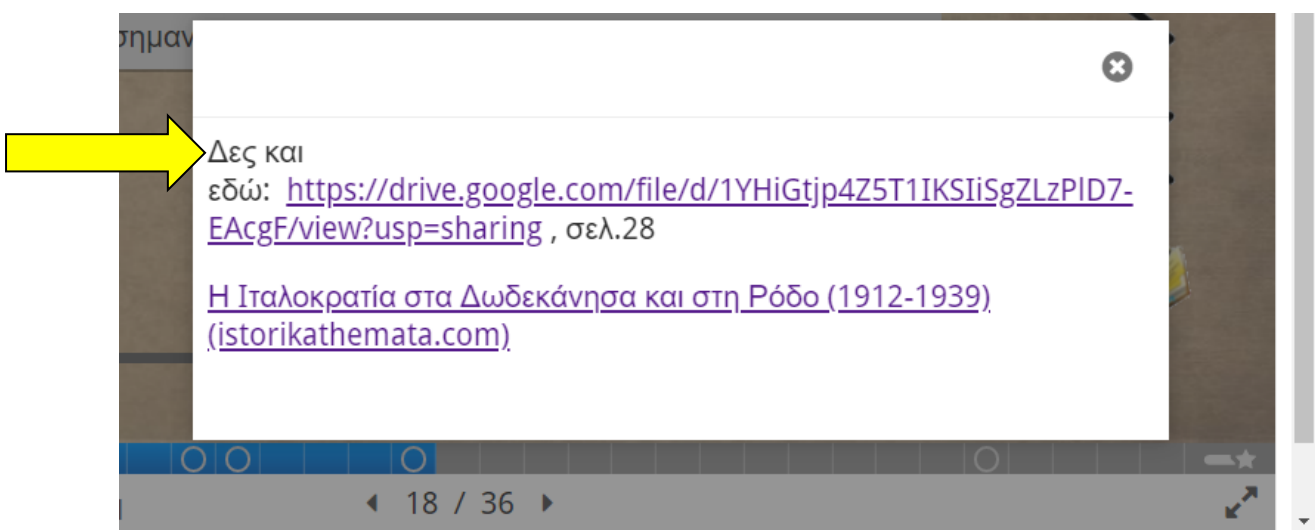 σημαν
Δες και
εδώ: https://drive.google.com/file/d/1YHiGtjp4Z5T1IKSIiSgZLzPlD7-
EAcgF/view?usp=sharing , σελ.28
Η Ιταλοκρατία στα Δωδεκάνησα και στη Ρόδο (1912-1939)
(istorikathemata.com)
18 / 36